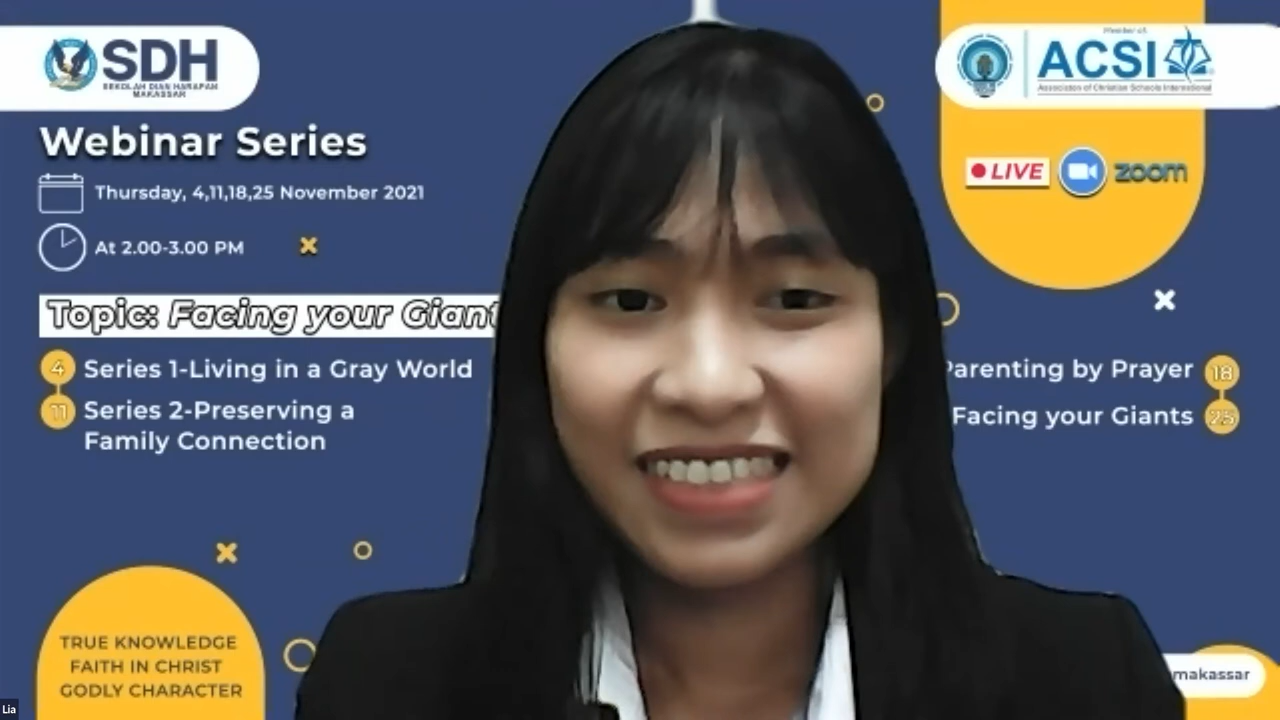 SDH
SEKOLAH DIAN HARAPAN
MAKASSAR
Member of:
ACSI
Association of Christian Schools International
Webinar Series
Thursday, 4,11,18,25 November 2021
At 2.00-3.00 PM
LIVE
zoom
Topic: Facing your Giant
4 Series 1-Living in a Gray World
11 Series 2-Preserving a
Family Connection
Parenting by Prayer 18
Facing your Giants 25
TRUE KNOWLEDGE
FAITH IN CHRIST
GODLY CHARACTER
makassar
Lia